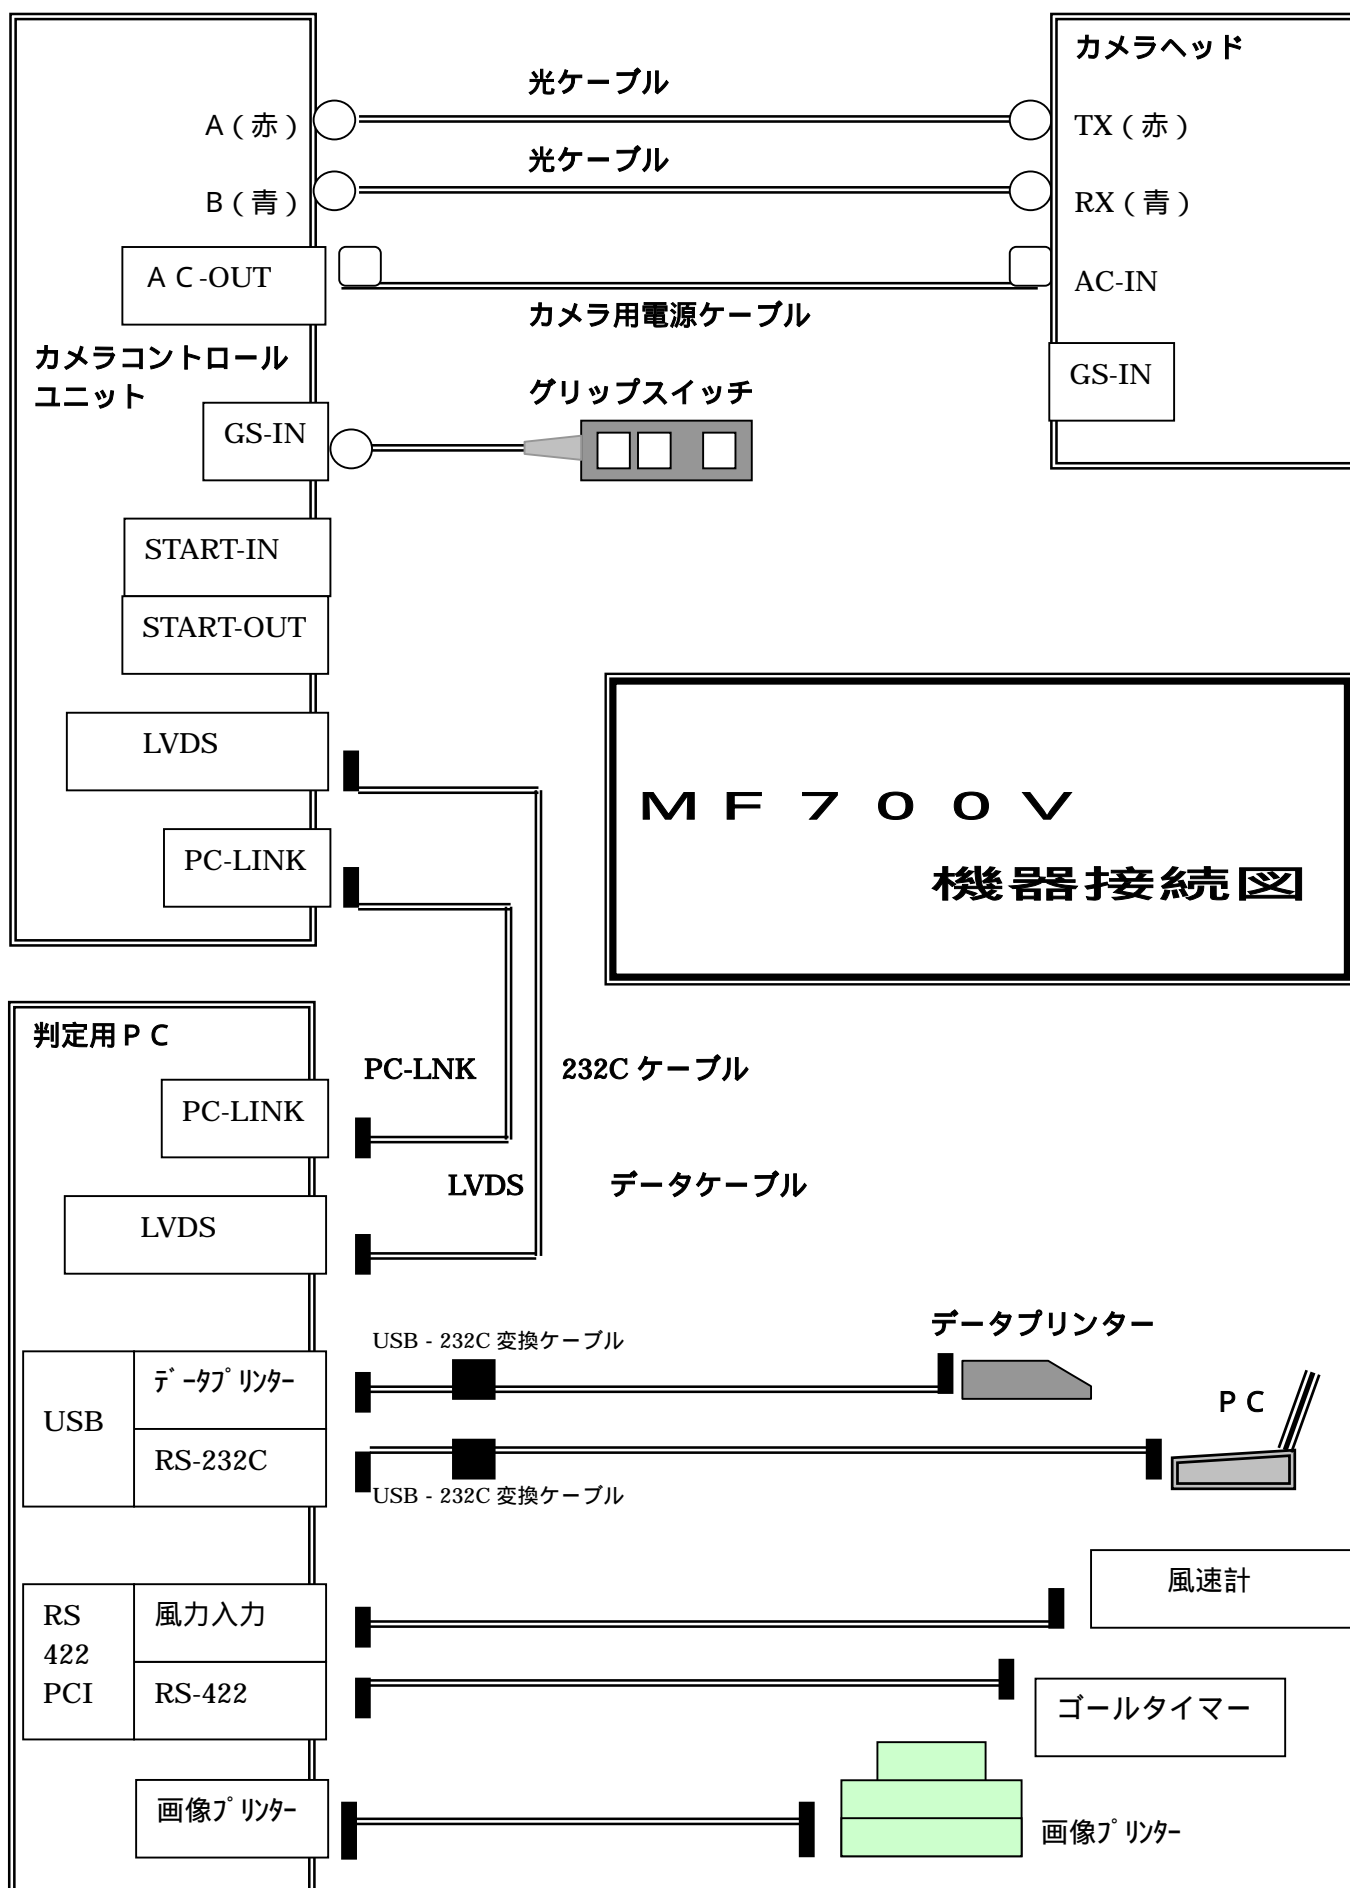 カメラヘッド
光ケーブル
A（赤）
TX（赤）
光ケーブル
B（青）
RX（青）
ＡＣ-OUT
AC-IN
カメラ用電源ケーブル
カメラコントロール
ユニット
GS-IN
グリップスイッチ
GS-IN
START-IN
START-OUT
LVDS
ＭＦ７００Ｖ
PC-LINK
機器接続図
判定用ＰＣ
PC-LNK 232C ケーブル
PC-LINK
LVDS データケーブル
LVDS
データプリンター
USB - 232C 変換ケーブル
ﾃﾞｰﾀﾌﾟﾘﾝﾀｰ
ＰＣ
USB
RS-232C
USB - 232C 変換ケーブル
風速計
RS
422
PCI
風力入力
RS-422
ゴールタイマー
画像ﾌﾟﾘﾝﾀｰ
画像ﾌﾟﾘﾝﾀｰ